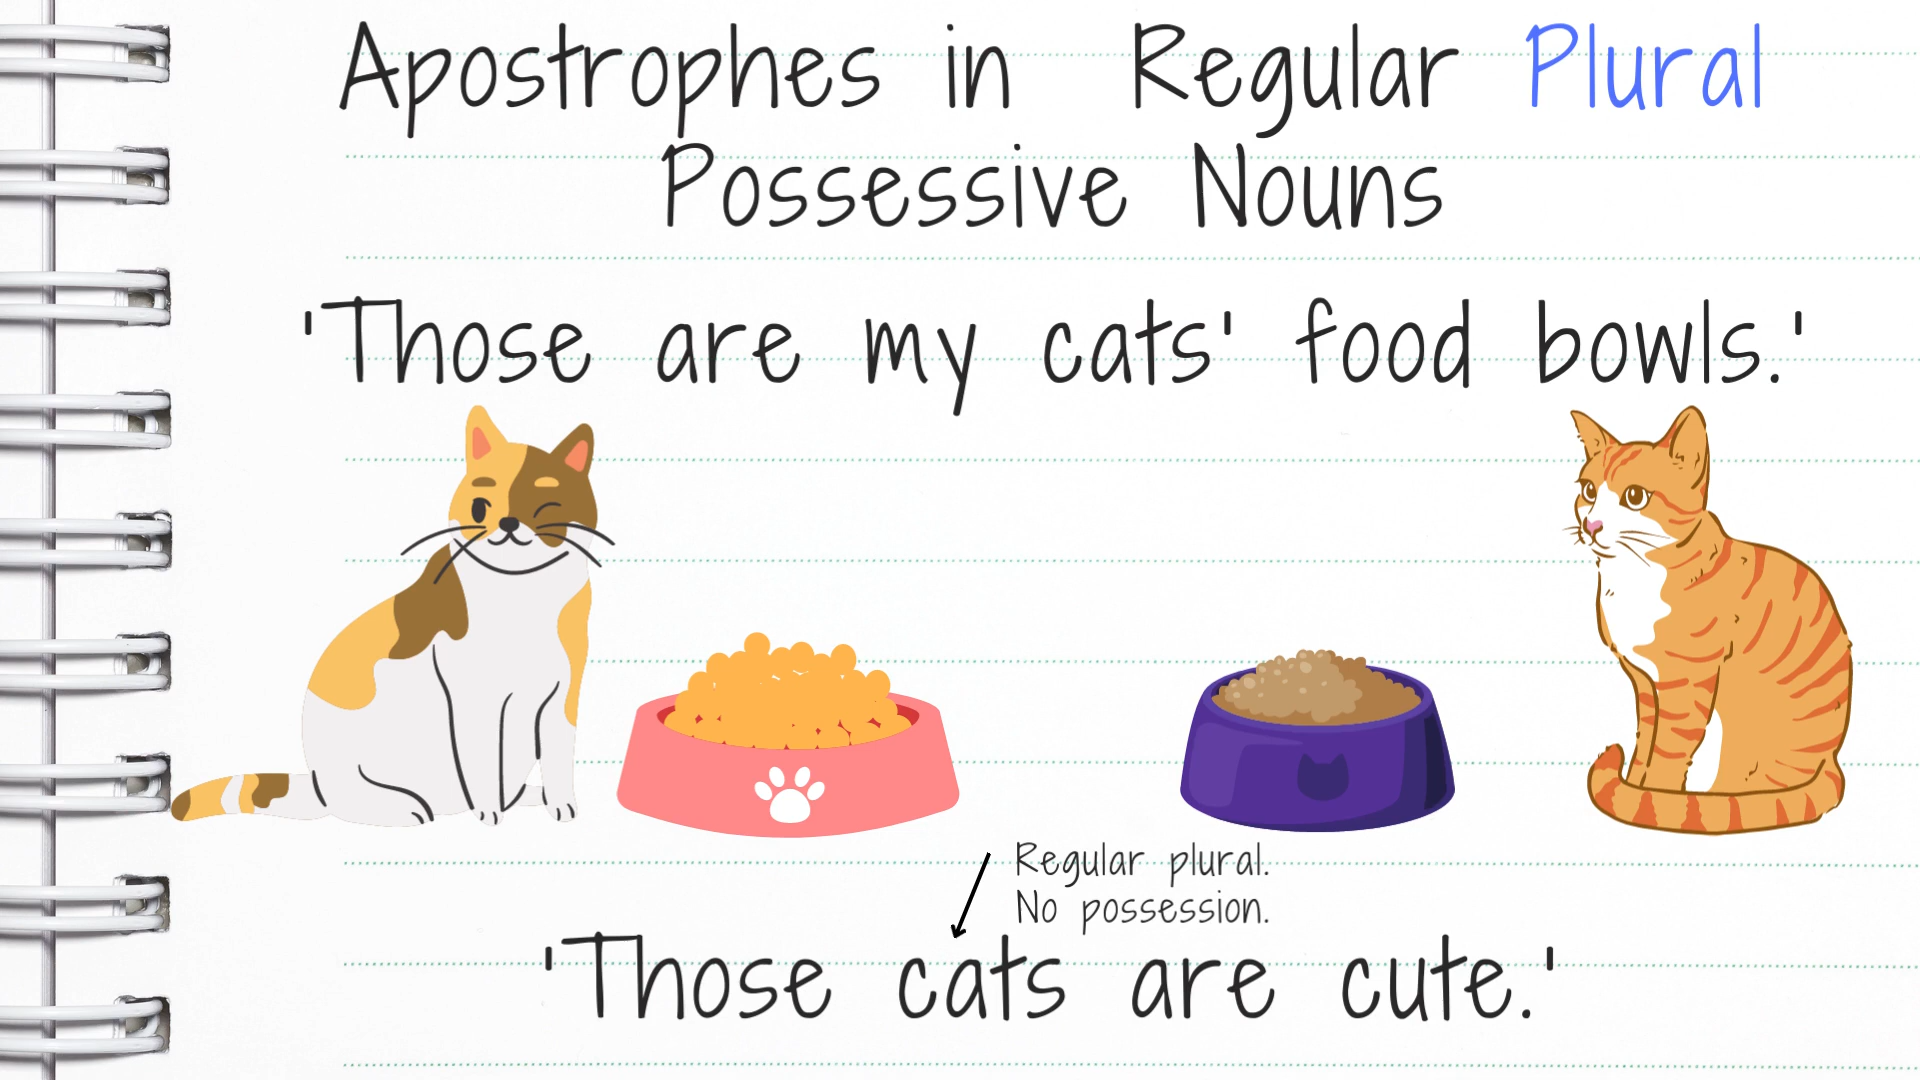 Apostrophes in Regular Plural
Possessive Nouns
'Those are my cats' food bowls.'
Regular plural.
No possession.
'Those cats are cute.'